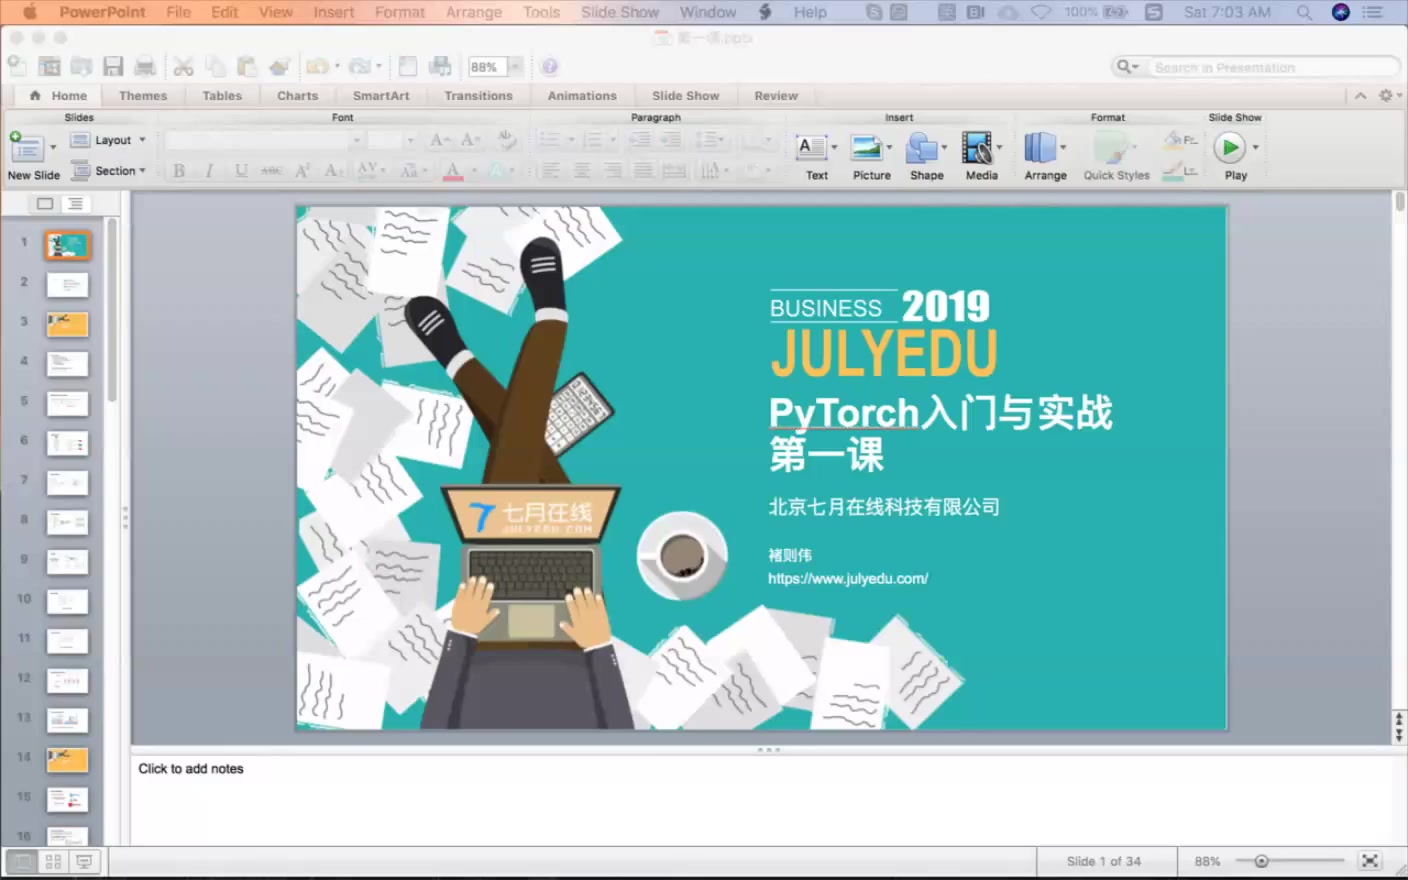 PowerPoint File Edit View Insert Format Arrange Tools Slide Show Window Help 100% Sat 7:03 AM
第一课.pptx
88% Search in Presentation
Home Themes Tables Charts SmartArt Transitions Animations Slide Show Review
Slides Font Paragraph Insert Format Slide Show
New Slide Layout Section Text Picture Shape Media Arrange Quick Styles Play
B I U ABC
1
2
3
4
5
6
7
8
9
10
11
12
13
14
15
16
BUSINESS 2019
JULYEDU
PyTorch入门与实战
第一课
北京七月在线科技有限公司
褚则伟
https://www.julyedu.com/
七月在线
JULYEDU.COM
Click to add notes
Slide 1 of 34 88%